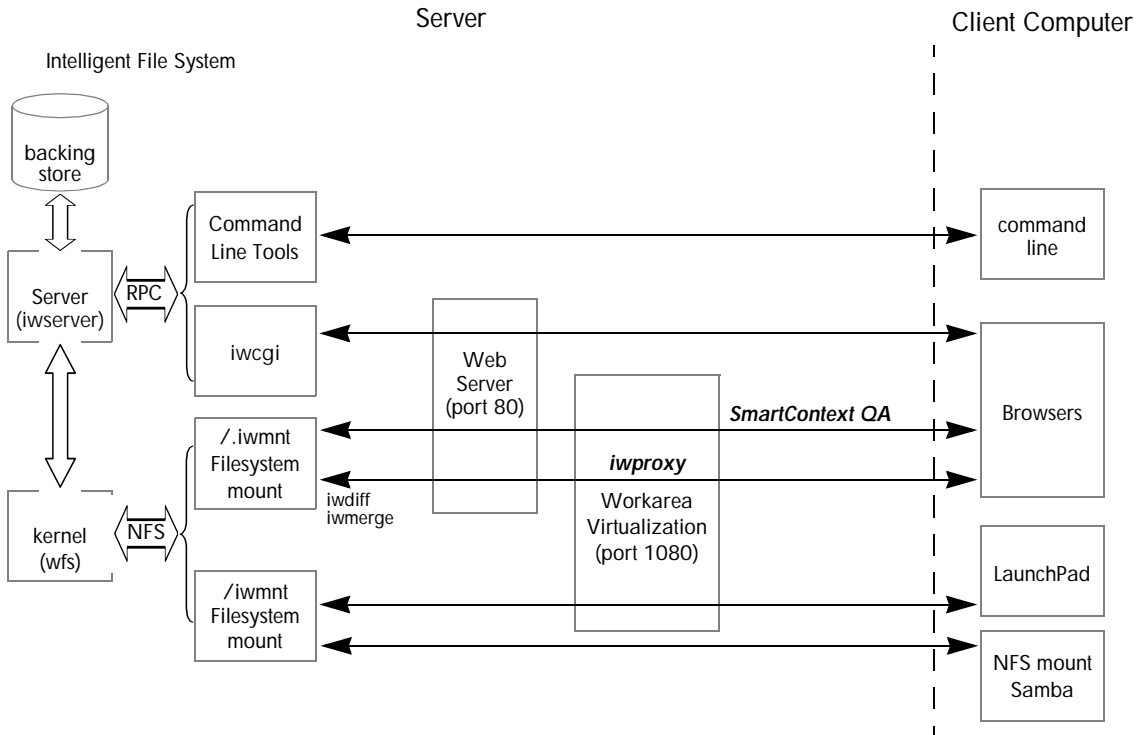 Server
Client Computer
Intelligent File System
backing
store
Command
Line Tools
command
line
RPC
Server
(iwserver)
iwcgi
Web
Server
(port 80)
SmartContext QA
Browsers
/.iwmnt
Filesystem
mount
iwproxy
iwdiff
iwmerge
Workarea
Virtualization
(port 1080)
kernel
(wfs)
NFS
LaunchPad
/iwmnt
Filesystem
mount
NFS mount
Samba